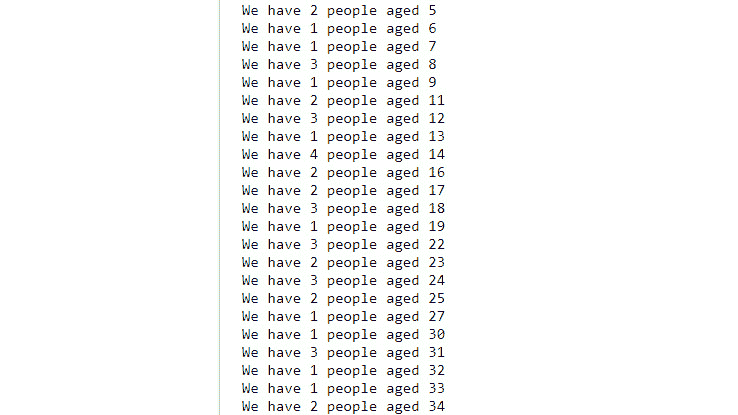 We have 2 people aged 5
We have 1 people aged 6
We have 1 people aged 7
We have 3 people aged 8
We have 1 people aged 9
We have 2 people aged 11
We have 3 people aged 12
We have 1 people aged 13
We have 4 people aged 14
We have 2 people aged 16
We have 2 people aged 17
We have 3 people aged 18
We have 1 people aged 19
We have 3 people aged 22
We have 2 people aged 23
We have 3 people aged 24
We have 2 people aged 25
We have 1 people aged 27
We have 1 people aged 30
We have 3 people aged 31
We have 1 people aged 32
We have 1 people aged 33
We have 2 people aged 34